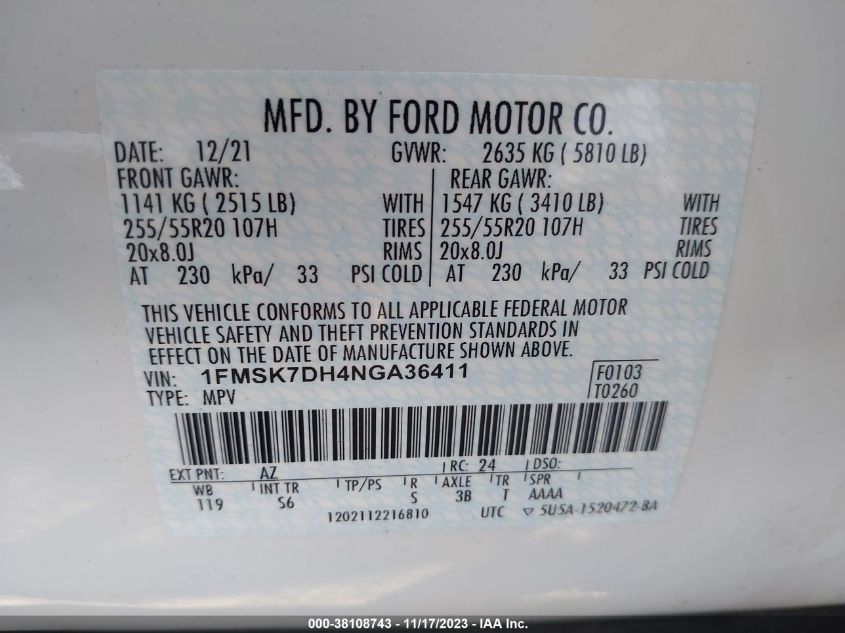 MFD. BY FORD MOTOR CO.
DATE: 12/21 GVWR: 2635 KG ( 5810 LB)
FRONT GAWR: REAR GAWR:
1141 KG ( 2515 LB) WITH 1547 KG ( 3410 LB) WITH
255/55R20 107H TIRES 255/55R20 107H TIRES
20x8.0J RIMS 20x8.0J RIMS
AT 230 kPa/ 33 PSI COLD AT 230 kPa/ 33 PSI COLD
THIS VEHICLE CONFORMS TO ALL APPLICABLE FEDERAL MOTOR
VEHICLE SAFETY AND THEFT PREVENTION STANDARDS IN
EFFECT ON THE DATE OF MANUFACTURE SHOWN ABOVE.
VIN: 1FMSK7DH4NGA36411 F0103
TYPE: MPV T0260
EXT PNT: AZ RC: 24 DSO:
WB INT TR TP/PS R AXLE TR SPR
119 S6 S 3B T AAAA
1202112216810 UTC ▽ 5U5A-1520472-BA
000-38108743 - 11/17/2023 - IAA Inc.